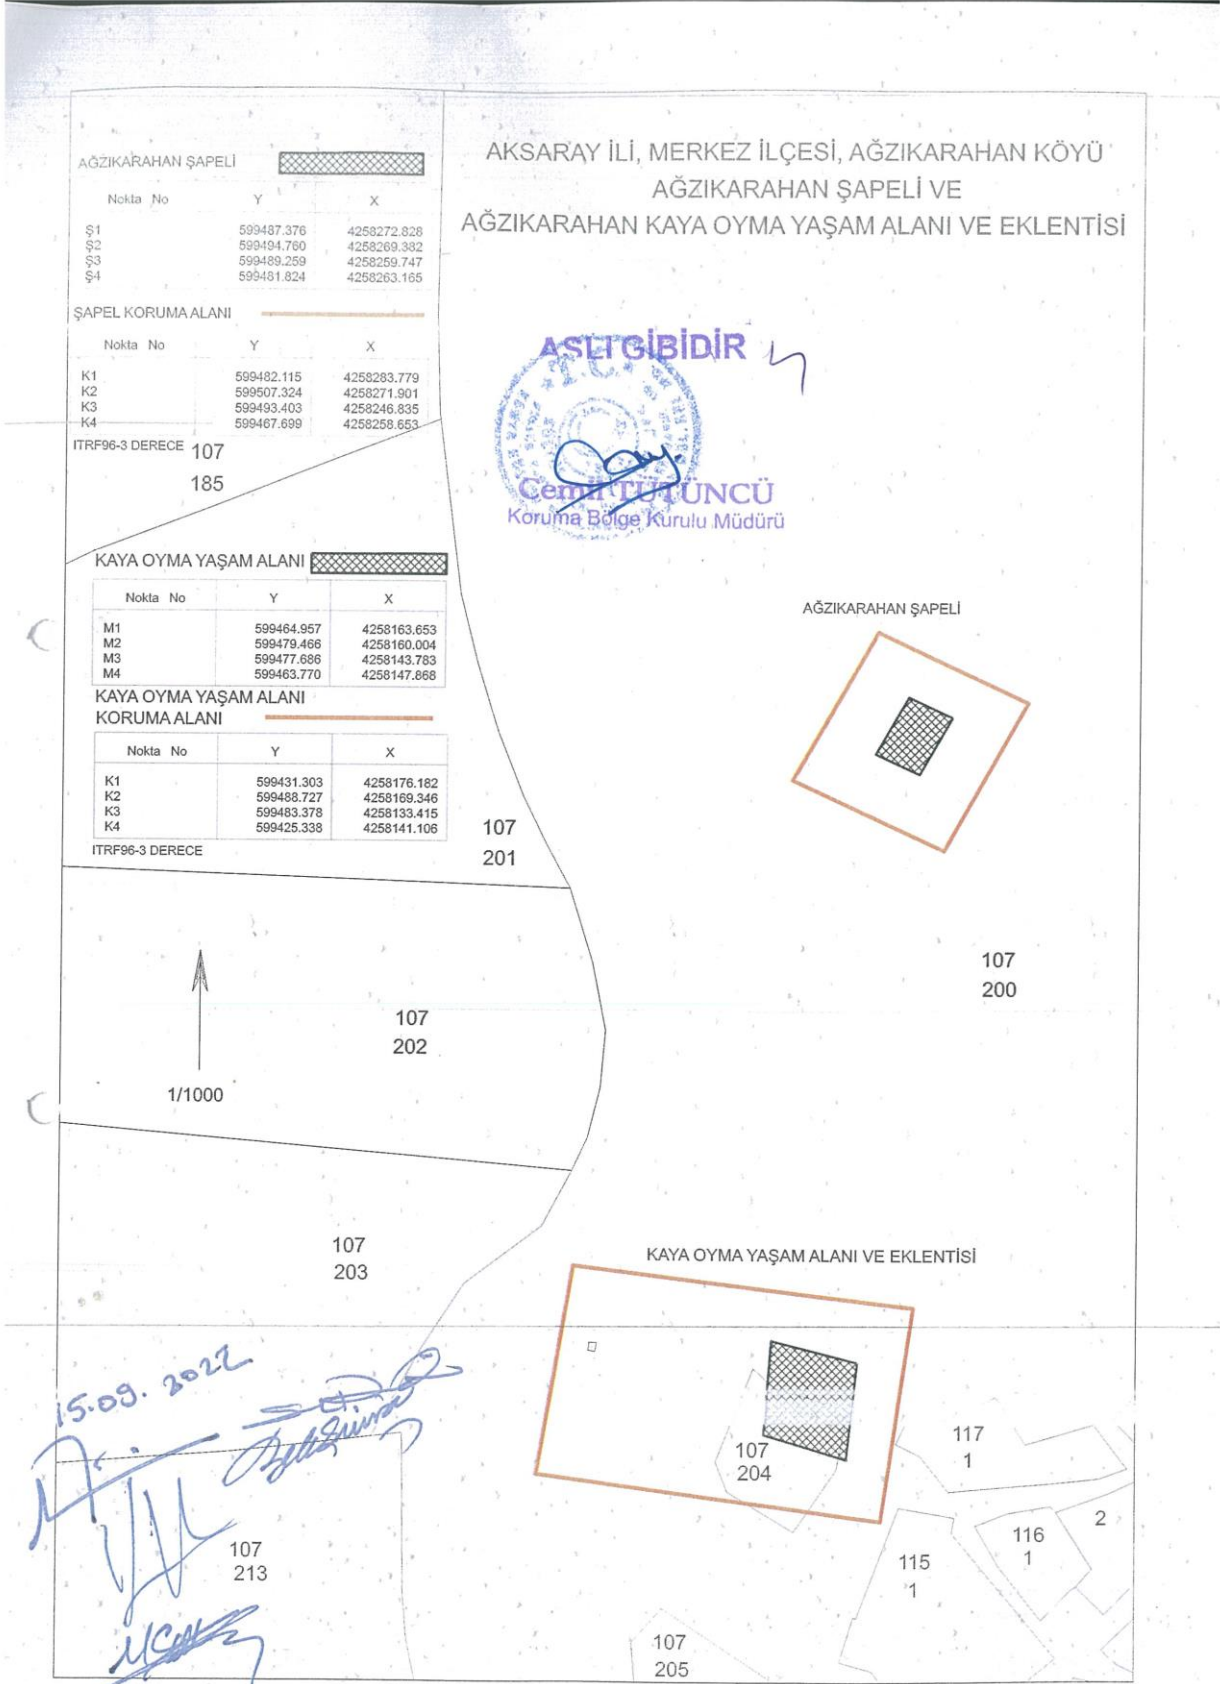 AKSARAY İLİ, MERKEZ İLÇESİ, AĞZIKARAHAN KÖYÜ
AĞZIKARAHAN ŞAPELİ VE
AĞZIKARAHAN KAYA OYMA YAŞAM ALANI VE EKLENTİSİ
AĞZIKARAHAN ŞAPELİ
Nokta No Y X
Ş1 599487.376 4258272.828
Ş2 599494.760 4258269.382
Ş3 599489.259 4258259.747
Ş4 599481.824 4258263.165
ŞAPEL KORUMA ALANI
Nokta No Y X
K1 599482.115 4258283.779
K2 599507.324 4258271.901
K3 599493.403 4258246.835
K4 599467.699 4258258.653
ITRF96-3 DERECE
107
185
ASLI GİBİDİR
T.C.
Cemil TÜTÜNCÜ
Koruma Bölge Kurulu Müdürü
KAYA OYMA YAŞAM ALANI
Nokta No Y X
M1 599464.957 4258163.653
M2 599479.466 4258160.004
M3 599477.686 4258143.783
M4 599463.770 4258147.868
KAYA OYMA YAŞAM ALANI
KORUMA ALANI
Nokta No Y X
K1 599431.303 4258176.182
K2 599488.727 4258169.346
K3 599483.378 4258133.415
K4 599425.338 4258141.106
ITRF96-3 DERECE
107
201
AĞZIKARAHAN ŞAPELİ
107
200
107
202
1/1000
107
203
KAYA OYMA YAŞAM ALANI VE EKLENTİSİ
15.09.2022
107
204
117
1
116
1
2
115
1
107
213
107
205